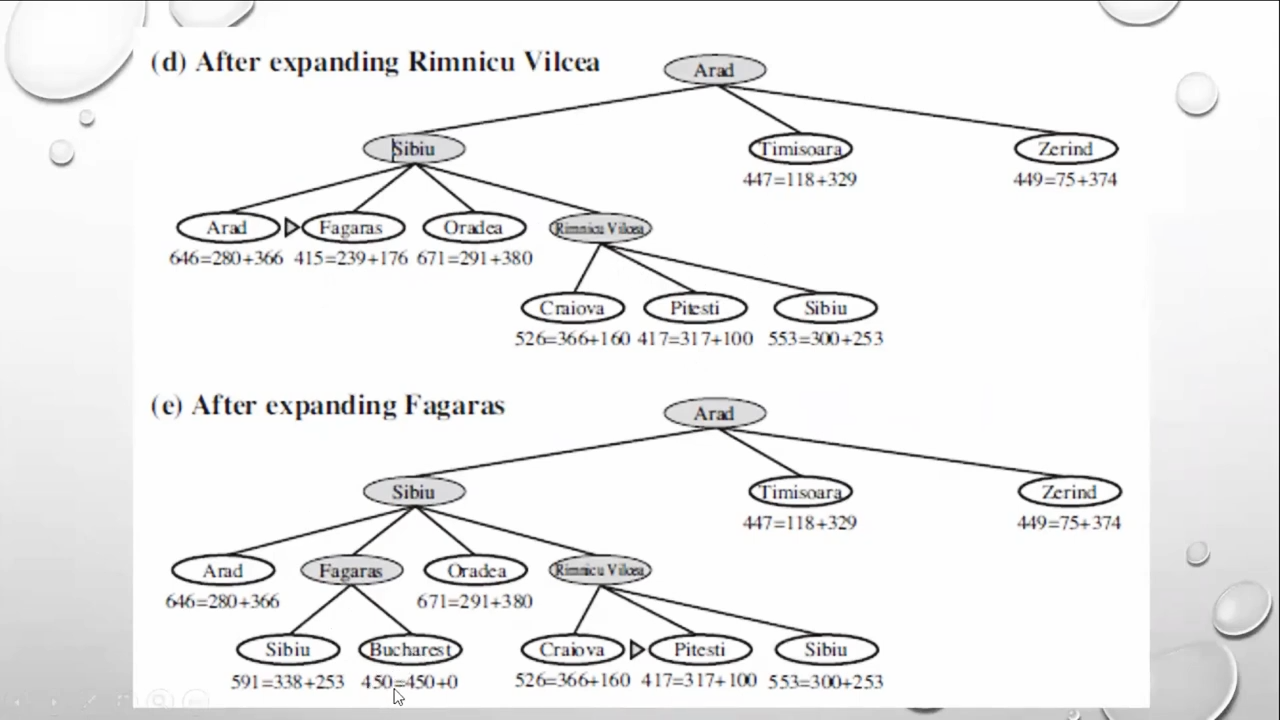 (d) After expanding Rimnicu Vilcea
Arad
Sibiu
Timisoara
Zerind
447=118+329
449=75+374
Arad
Fagaras
Oradea
Rimnicu Vilcea
646=280+366
415=239+176
671=291+380
Craiova
Pitesti
Sibiu
526=366+160
417=317+100
553=300+253
(e) After expanding Fagaras
Arad
Sibiu
Timisoara
Zerind
447=118+329
449=75+374
Arad
Fagaras
Oradea
Rimnicu Vilcea
646=280+366
671=291+380
Sibiu
Bucharest
Craiova
Pitesti
Sibiu
591=338+253
450=450+0
526=366+160
417=317+100
553=300+253